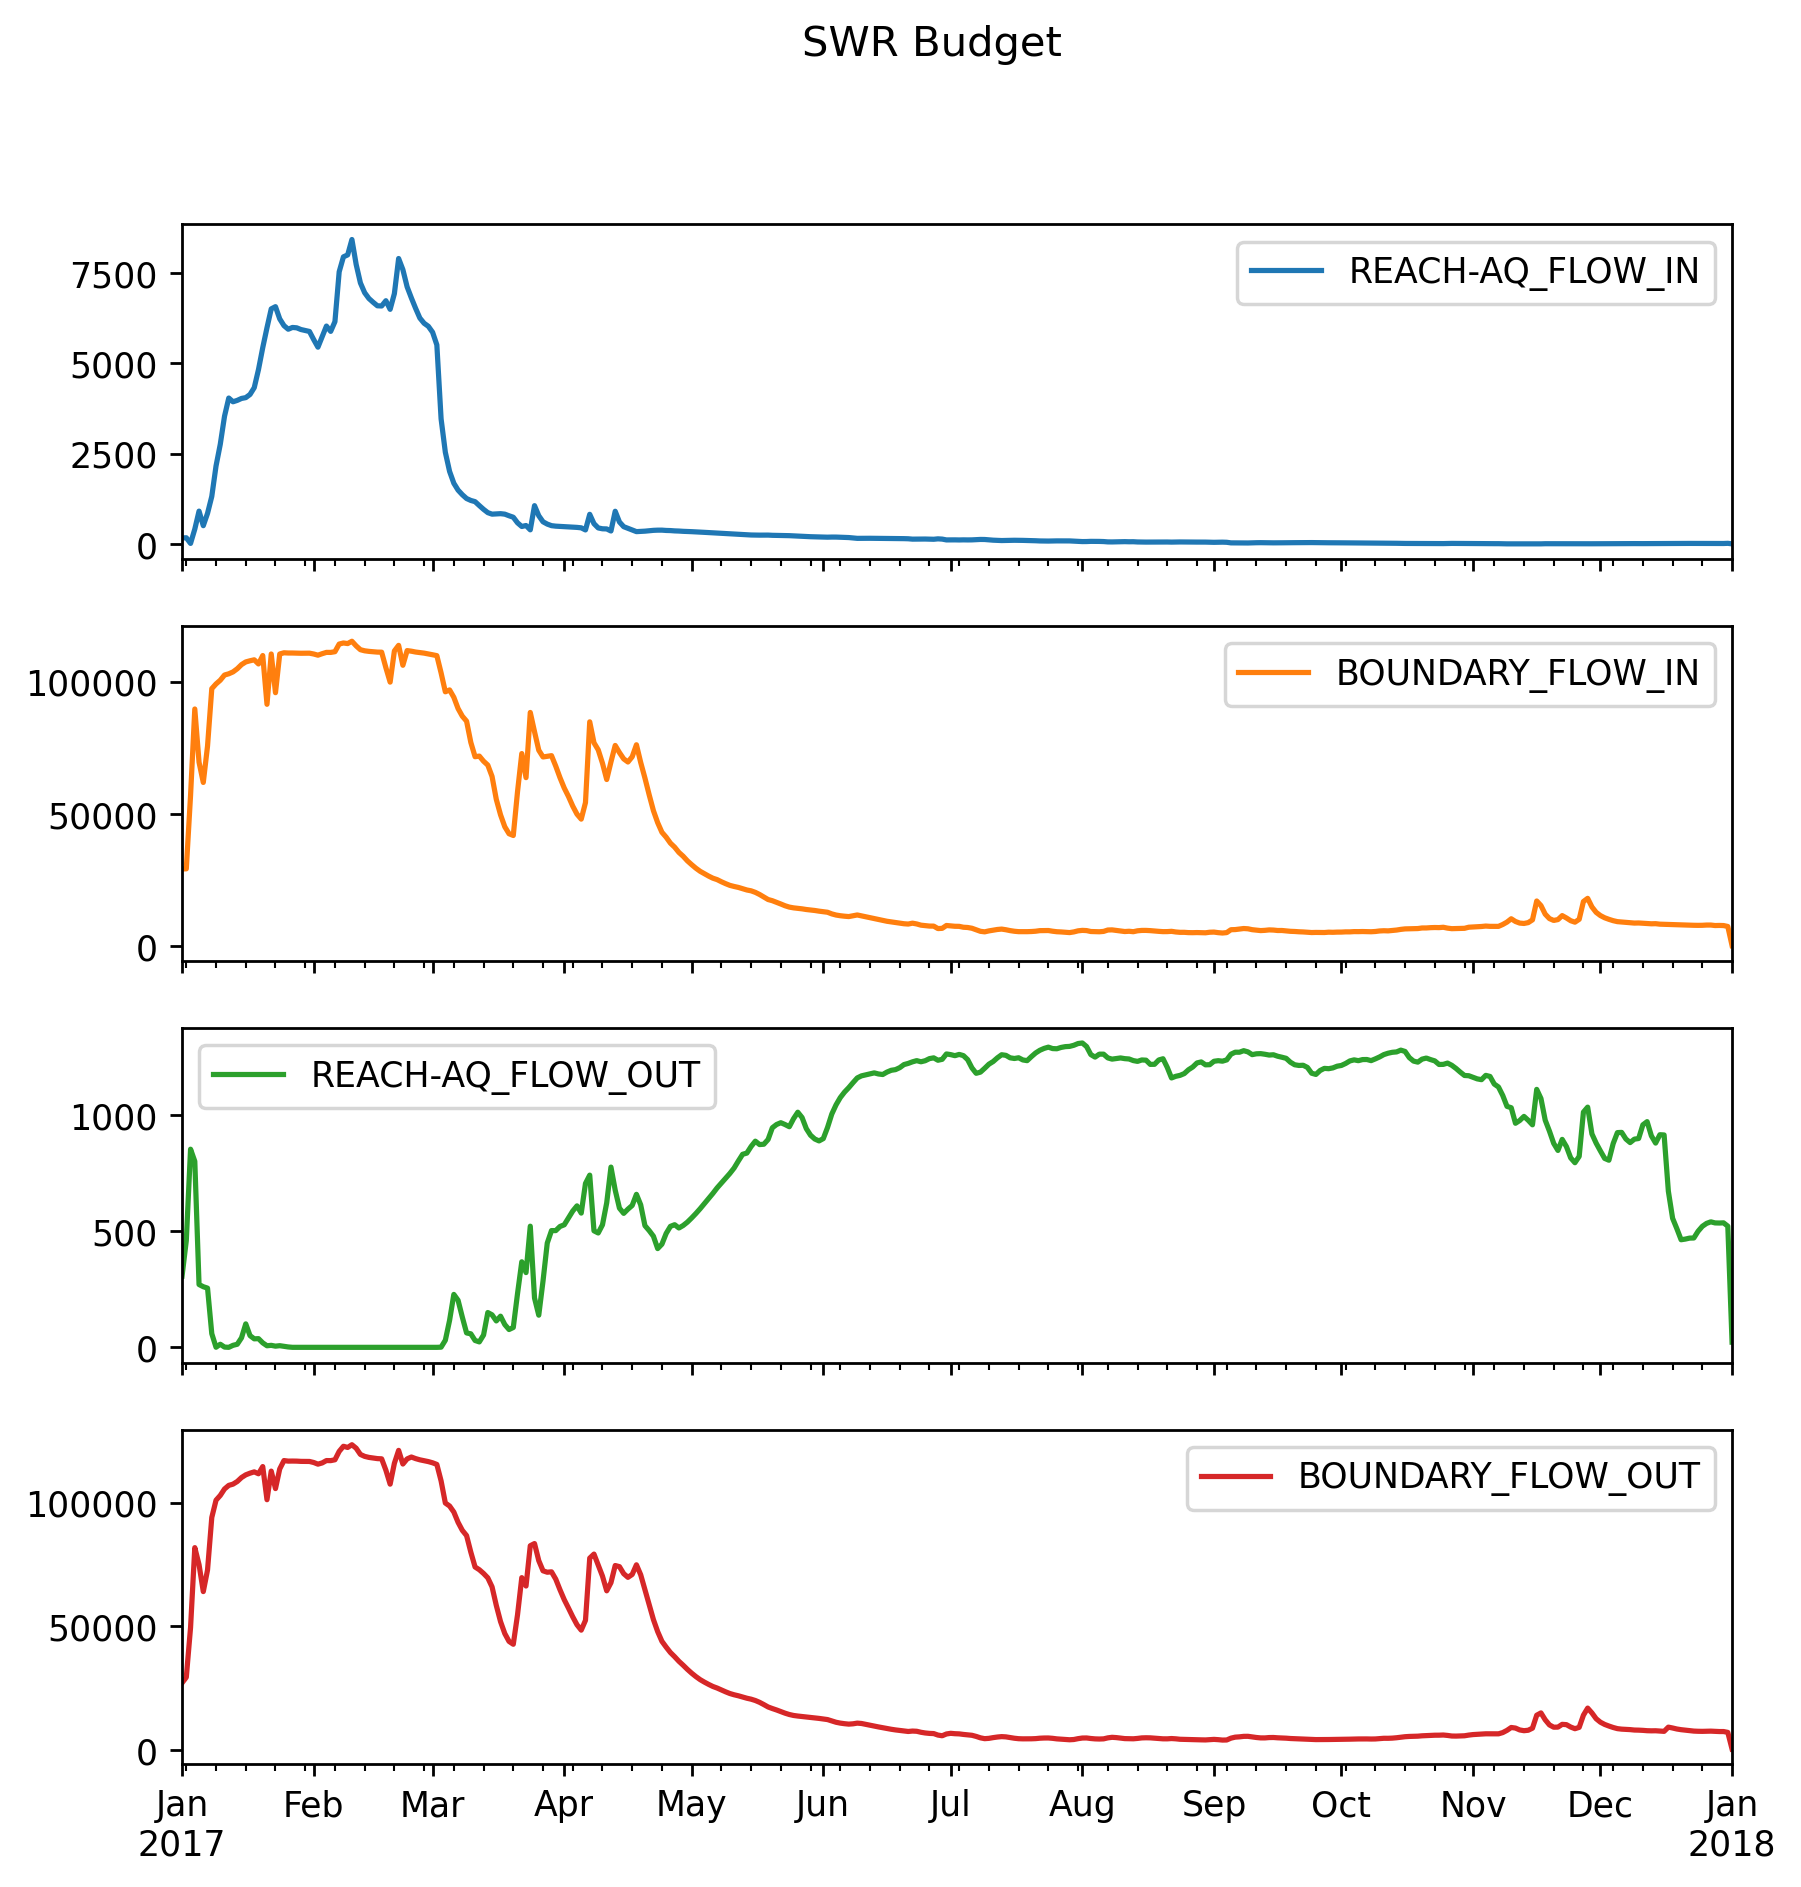 SWR Budget
7500
5000
2500
0
REACH-AQ_FLOW_IN
100000
50000
0
BOUNDARY_FLOW_IN
1000
500
0
REACH-AQ_FLOW_OUT
100000
50000
0
BOUNDARY_FLOW_OUT
Jan Feb Mar Apr May Jun Jul Aug Sep Oct Nov Dec Jan
2017 2018